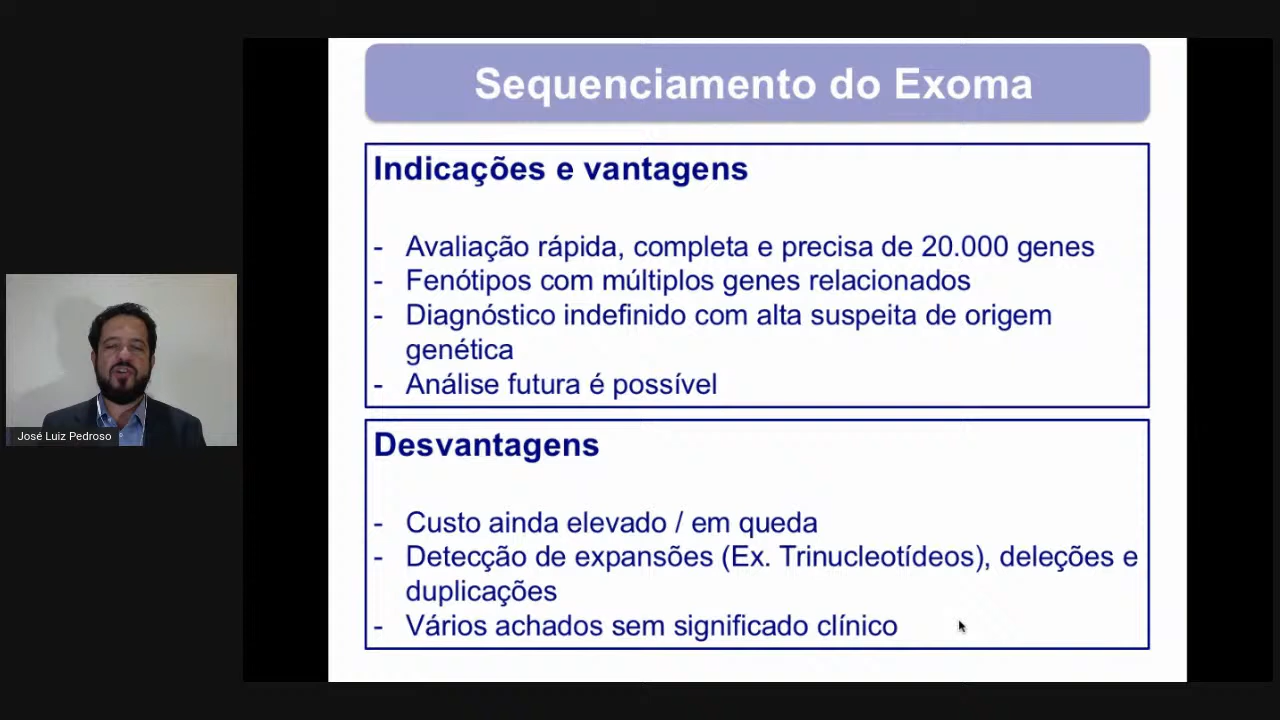 Sequenciamento do Exoma
Indicações e vantagens
- Avaliação rápida, completa e precisa de 20.000 genes
- Fenótipos com múltiplos genes relacionados
- Diagnóstico indefinido com alta suspeita de origem
genética
- Análise futura é possível
Desvantagens
- Custo ainda elevado / em queda
- Detecção de expansões (Ex. Trinucleotídeos), deleções e
duplicações
- Vários achados sem significado clínico
José Luiz Pedroso